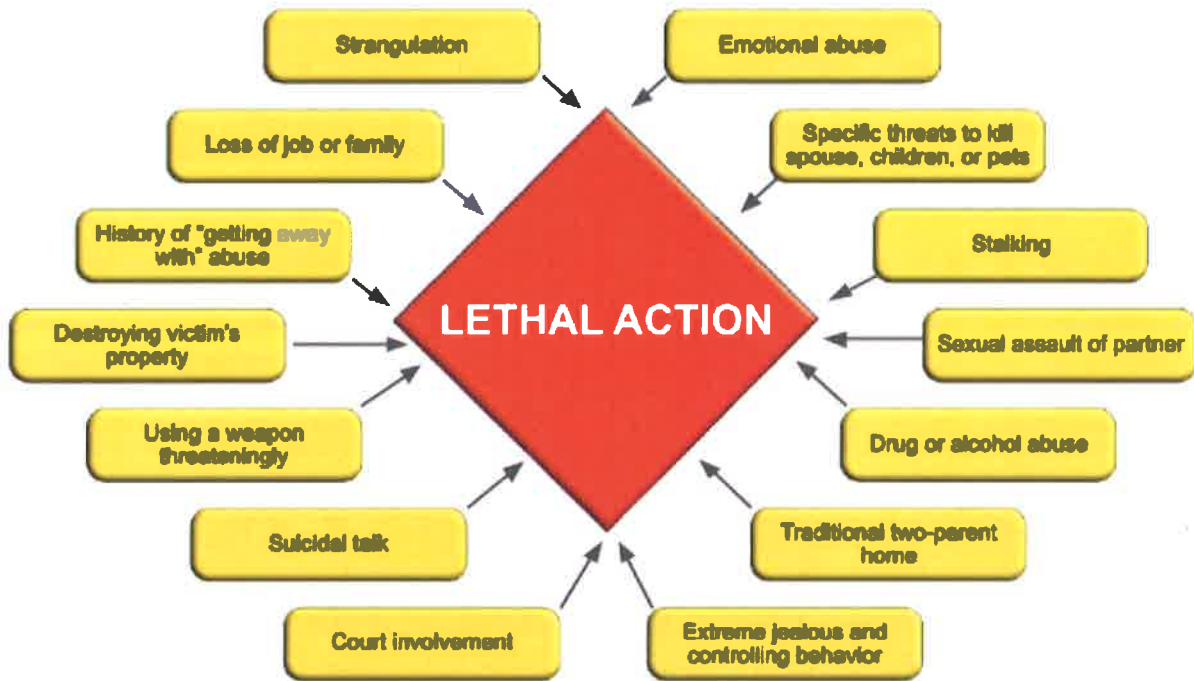 Strangulation
Emotional abuse
Loss of job or family
Specific threats to kill
spouse, children, or pets
History of "getting away
with" abuse
Stalking
LETHAL ACTION
Destroying victim's
property
Sexual assault of partner
Using a weapon
threateningly
Drug or alcohol abuse
Suicidal talk
Traditional two-parent
home
Court involvement
Extreme jealous and
controlling behavior